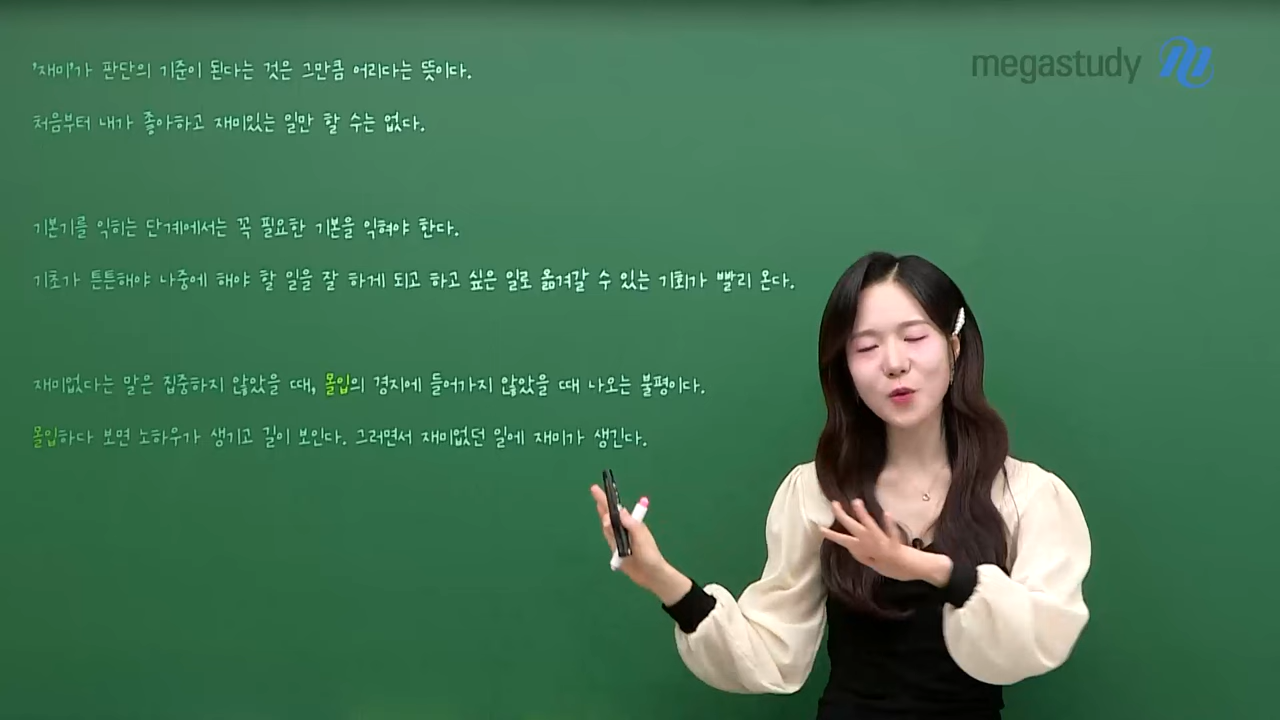 '재미'가 판단의 기준이 된다는 것은 그만큼 어리다는 뜻이다.
megastudy
처음부터 내가 좋아하고 재미있는 일만 할 수는 없다.
기본기를 익히는 단계에서는 꼭 필요한 기본을 익혀야 한다.
기초가 튼튼해야 나중에 해야 할 일을 잘 하게 되고 하고 싶은 일로 옮겨갈 수 있는 기회가 빨리 온다.
재미없다는 말은 집중하지 않았을 때, 몰입의 경지에 들어가지 않았을 때 나오는 불평이다.
몰입하다 보면 노하우가 생기고 길이 보인다. 그러면서 재미없던 일에 재미가 생긴다.